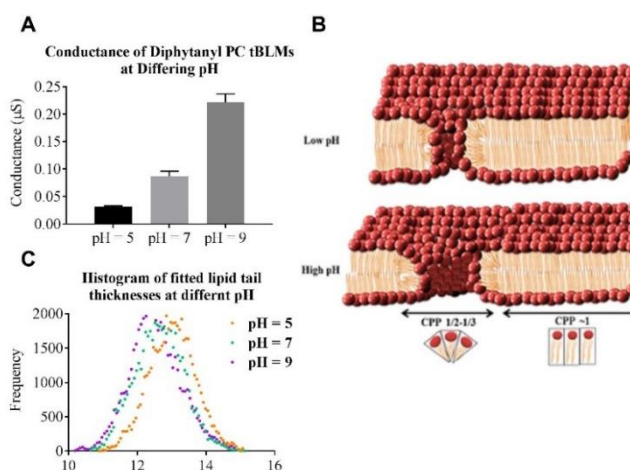 A
Conductance of Diphytanyl PC tBLMs
at Differing pH
Conductance (µS)
0.25
0.20
0.15
0.10
0.05
0.00
pH = 5
pH = 7
pH = 9
B
Low pH
High pH
CPP 1/2-1/3
CPP ~1
C
Histogram of fitted lipid tail
thicknesses at differnt pH
Frequency
2000
1500
1000
500
0
10
12
14
16
pH = 5
pH = 7
pH = 9